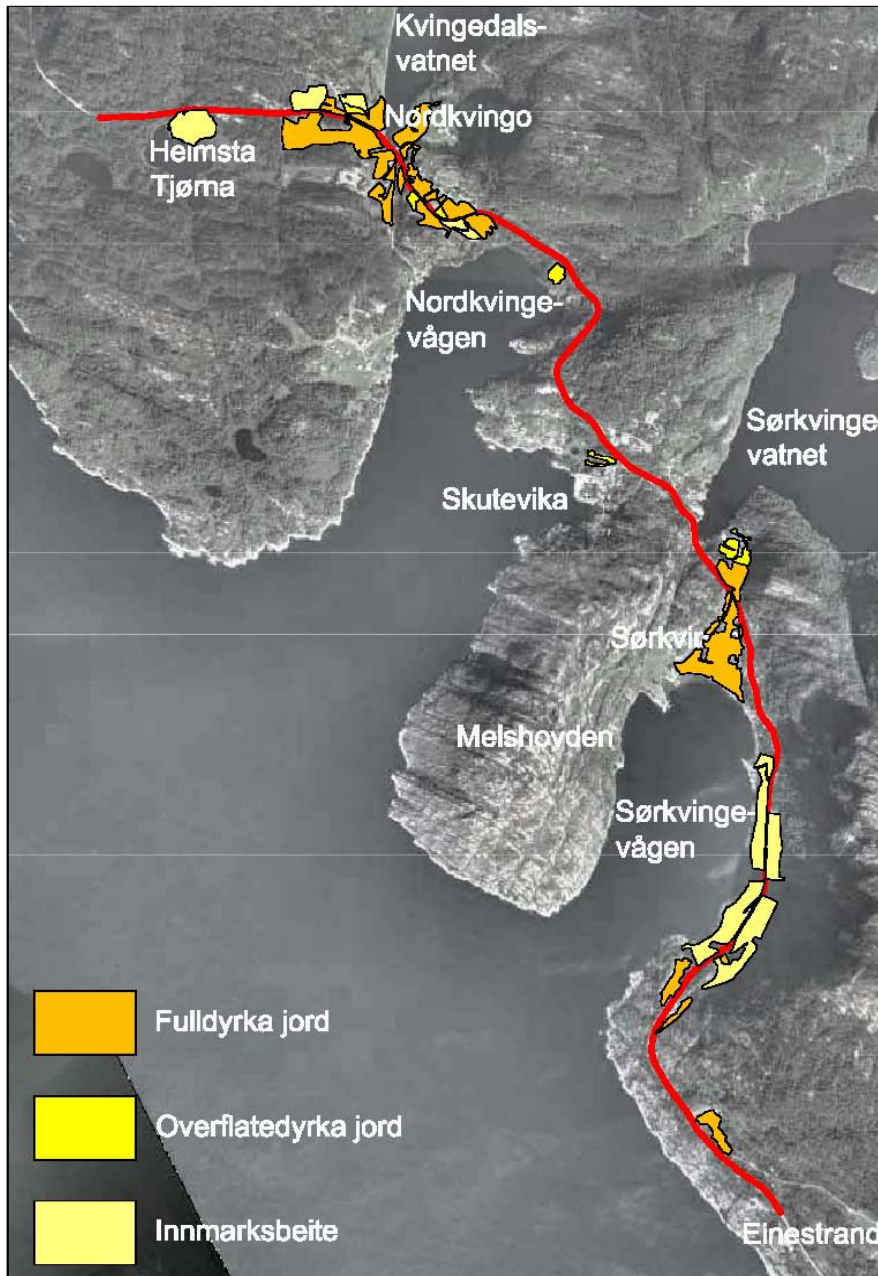 Kvingedals-
vatnet
Nordkvingo
Heimsta
Tjørna
Nordkvinge-
vågen
Sørkvinge
vatnet
Skutevika
Sørkvin
Melshovden
Sørkvinge-
vågen
Fulldyrka jord
Overflatedyrka jord
Innmarksbeite
Einestrand